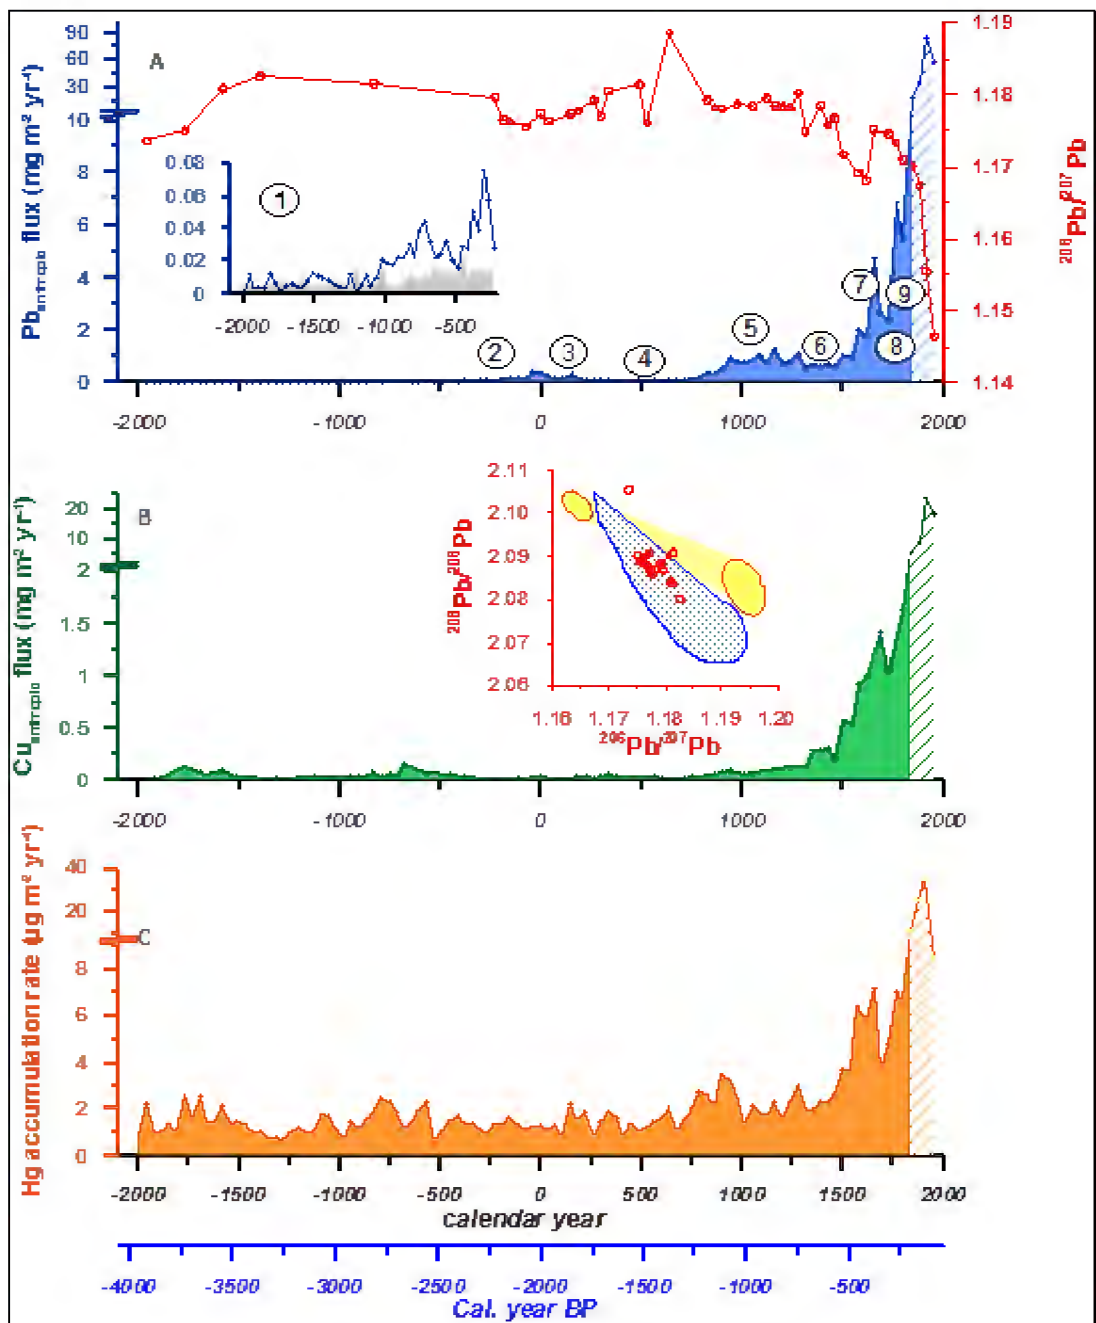 A
Pb anthropic flux (mg m² yr⁻¹)
90
60
30
10
8
6
4
2
0
1.19
1.18
1.17
1.16
1.15
1.14
²⁰⁶Pb/²⁰⁷Pb
0.08
0.06
0.04
0.02
0
-2000 -1500 -1000 -500
1
2
3
4
5
6
7
8
9
-2000 -1000 0 1000 2000
B
Cu flux (mg m² yr⁻¹)
20
10
2
1.5
1
0.5
0
2.11
2.10
2.09
2.08
2.07
2.06
²⁰⁸Pb/²⁰⁶Pb
1.16 1.17 1.18 1.19 1.20
²⁰⁶Pb/²⁰⁷Pb
-2000 -1000 0 1000 2000
C
Hg accumulation rate (µg m² yr⁻¹)
40
20
8
6
4
2
0
-2000 -1500 -1000 -500 0 500 1000 1500 2000
calendar year
-4000 -3500 -3000 -2500 -2000 -1500 -1000 -500
Cal. year BP